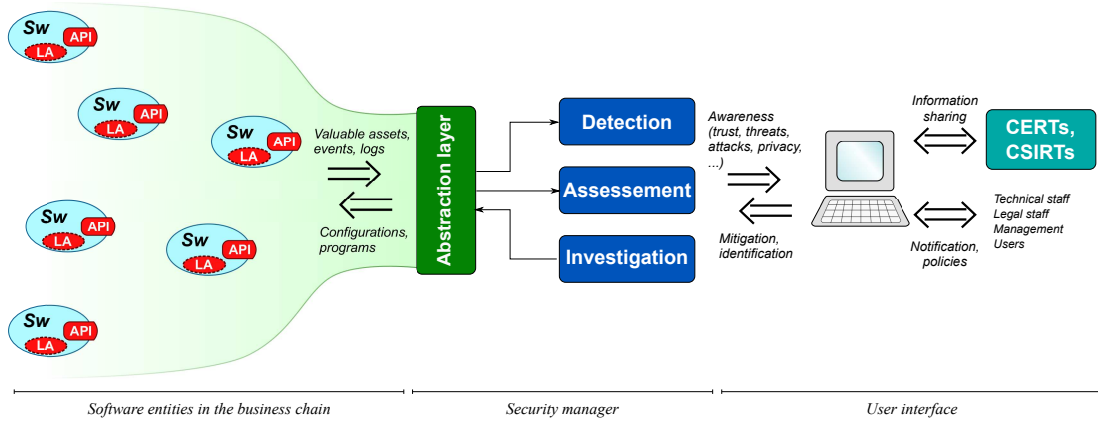 Sw
API
LA
Sw
API
LA
Sw
API
LA
Sw
API
LA
Sw
API
LA
Sw
API
LA
Valuable assets,
events, logs
Configurations,
programs
Abstraction layer
Detection
Assessement
Investigation
Awareness
(trust, threats,
attacks, privacy,
...)
Mitigation,
identification
Information
sharing
CERTs,
CSIRTs
Notification,
policies
Technical staff
Legal staff
Management
Users
Software entities in the business chain
Security manager
User interface